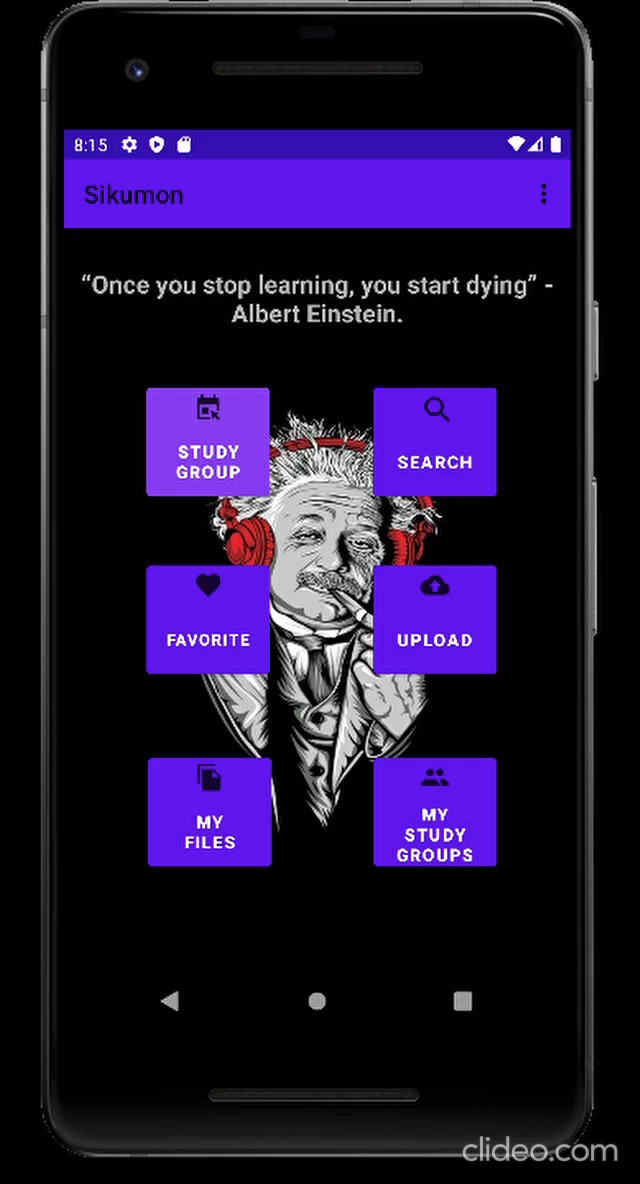 8:15
Sikumon
“Once you stop learning, you start dying” -
Albert Einstein.
STUDY
GROUP
SEARCH
FAVORITE
UPLOAD
MY
FILES
MY
STUDY
GROUPS
clideo.com